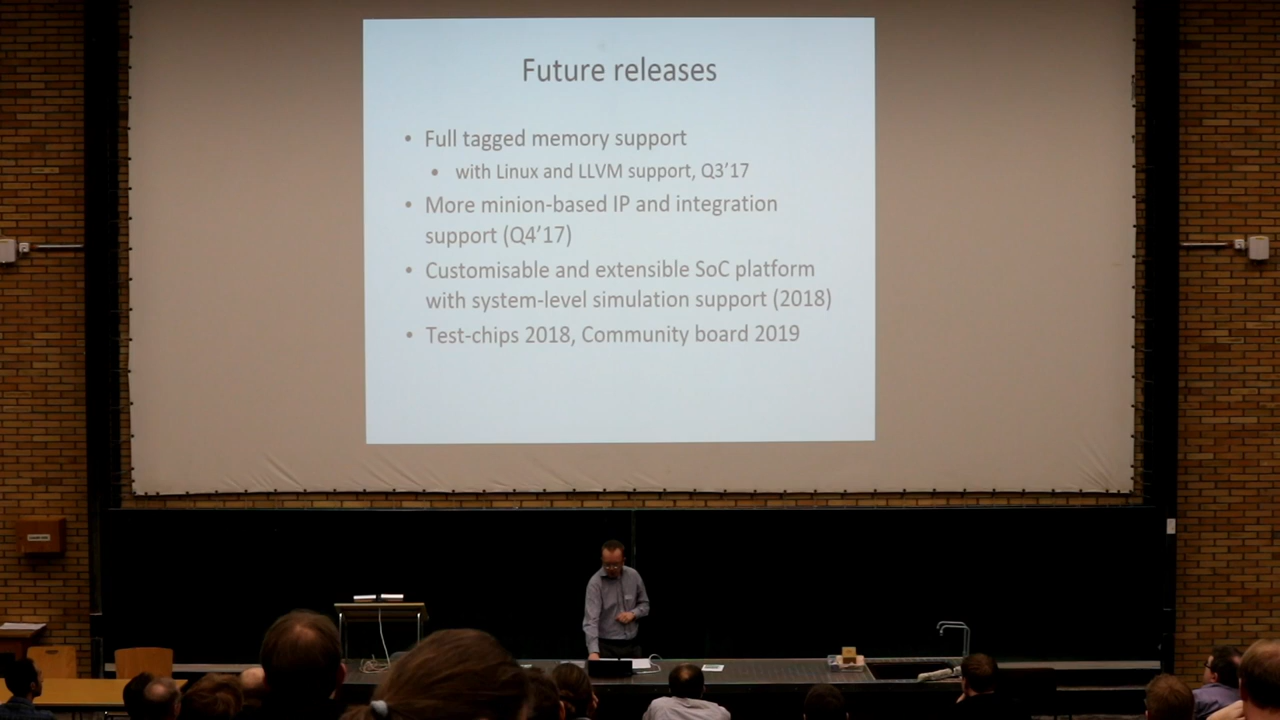 Future releases
• Full tagged memory support
• with Linux and LLVM support, Q3’17
• More minion-based IP and integration
support (Q4’17)
• Customisable and extensible SoC platform
with system-level simulation support (2018)
• Test-chips 2018, Community board 2019